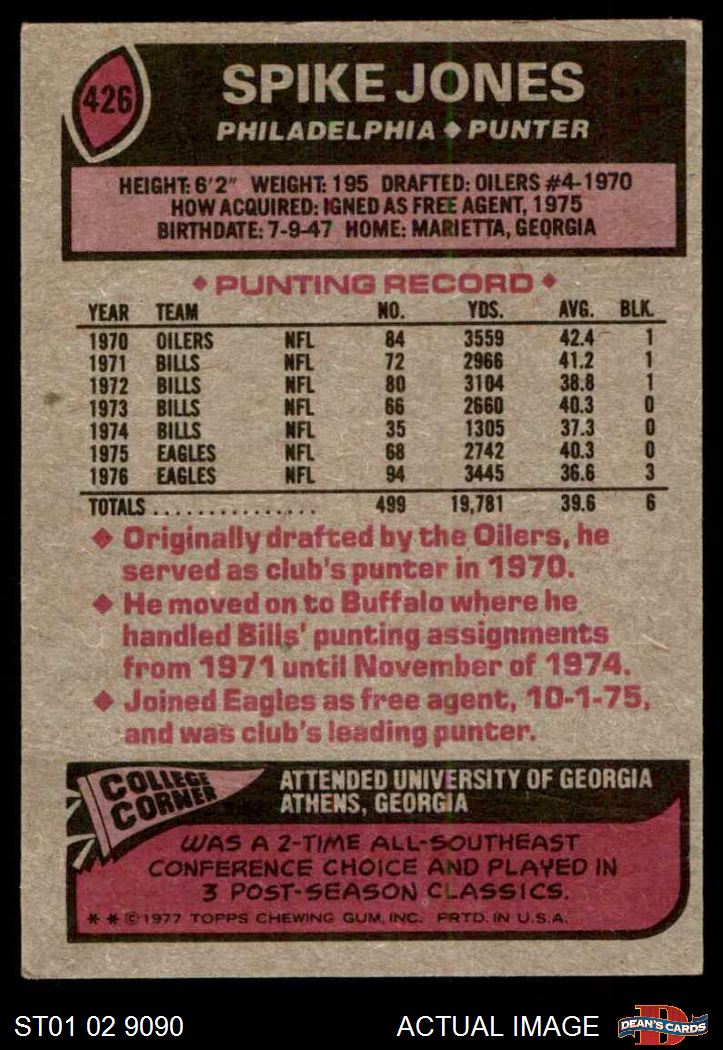 426
SPIKE JONES
PHILADELPHIA ◆ PUNTER
HEIGHT: 6'2" WEIGHT: 195 DRAFTED: OILERS #4-1970
HOW ACQUIRED: IGNED AS FREE AGENT, 1975
BIRTHDATE: 7-9-47 HOME: MARIETTA, GEORGIA
◆ PUNTING RECORD ◆
YEAR TEAM NO. YDS. AVG. BLK.
1970 OILERS NFL 84 3559 42.4 1
1971 BILLS NFL 72 2966 41.2 1
1972 BILLS NFL 80 3104 38.8 1
1973 BILLS NFL 66 2660 40.3 0
1974 BILLS NFL 35 1305 37.3 0
1975 EAGLES NFL 68 2742 40.3 0
1976 EAGLES NFL 94 3445 36.6 3
TOTALS ............... 499 19,781 39.6 6
◆ Originally drafted by the Oilers, he
served as club's punter in 1970.
◆ He moved on to Buffalo where he
handled Bills' punting assignments
from 1971 until November of 1974.
◆ Joined Eagles as free agent, 10-1-75,
and was club's leading punter.
COLLEGE
CORNER
ATTENDED UNIVERSITY OF GEORGIA
ATHENS, GEORGIA
WAS A 2-TIME ALL-SOUTHEAST
CONFERENCE CHOICE AND PLAYED IN
3 POST-SEASON CLASSICS.
* * © 1977 TOPPS CHEWING GUM, INC. PRTD. IN U.S.A.
ST01 02 9090 ACTUAL IMAGE
D
DEAN'S CARDS